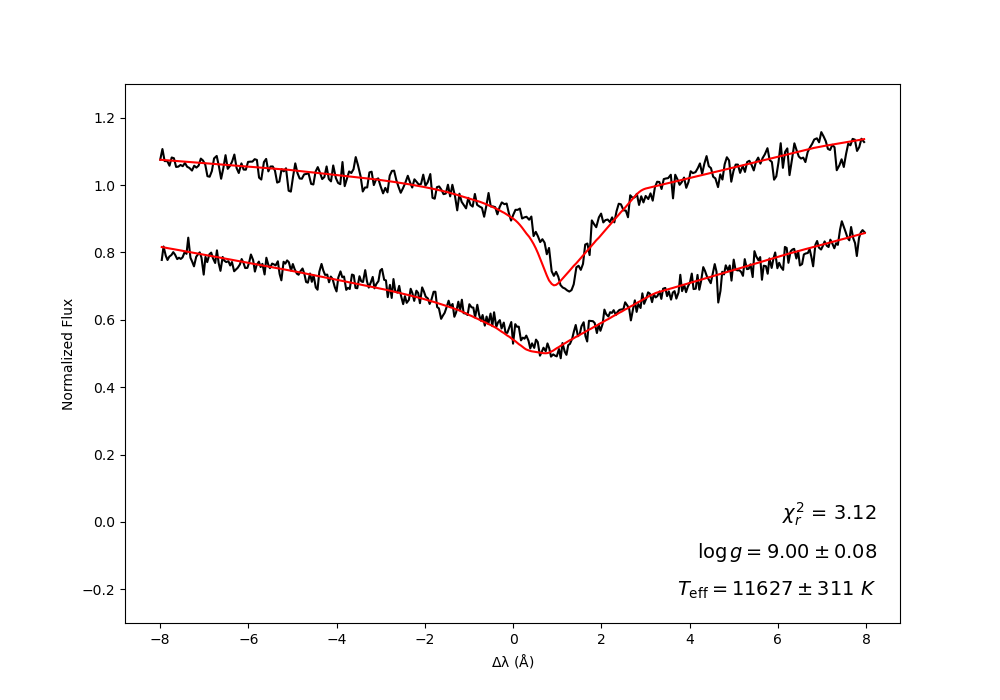 1.2
1.0
0.8
0.6
0.4
0.2
0.0
−0.2
Normalized Flux
χ²ᵣ = 3.12
log g = 9.00 ± 0.08
T_eff = 11627 ± 311 K
−8 −6 −4 −2 0 2 4 6 8
Δλ (Å)